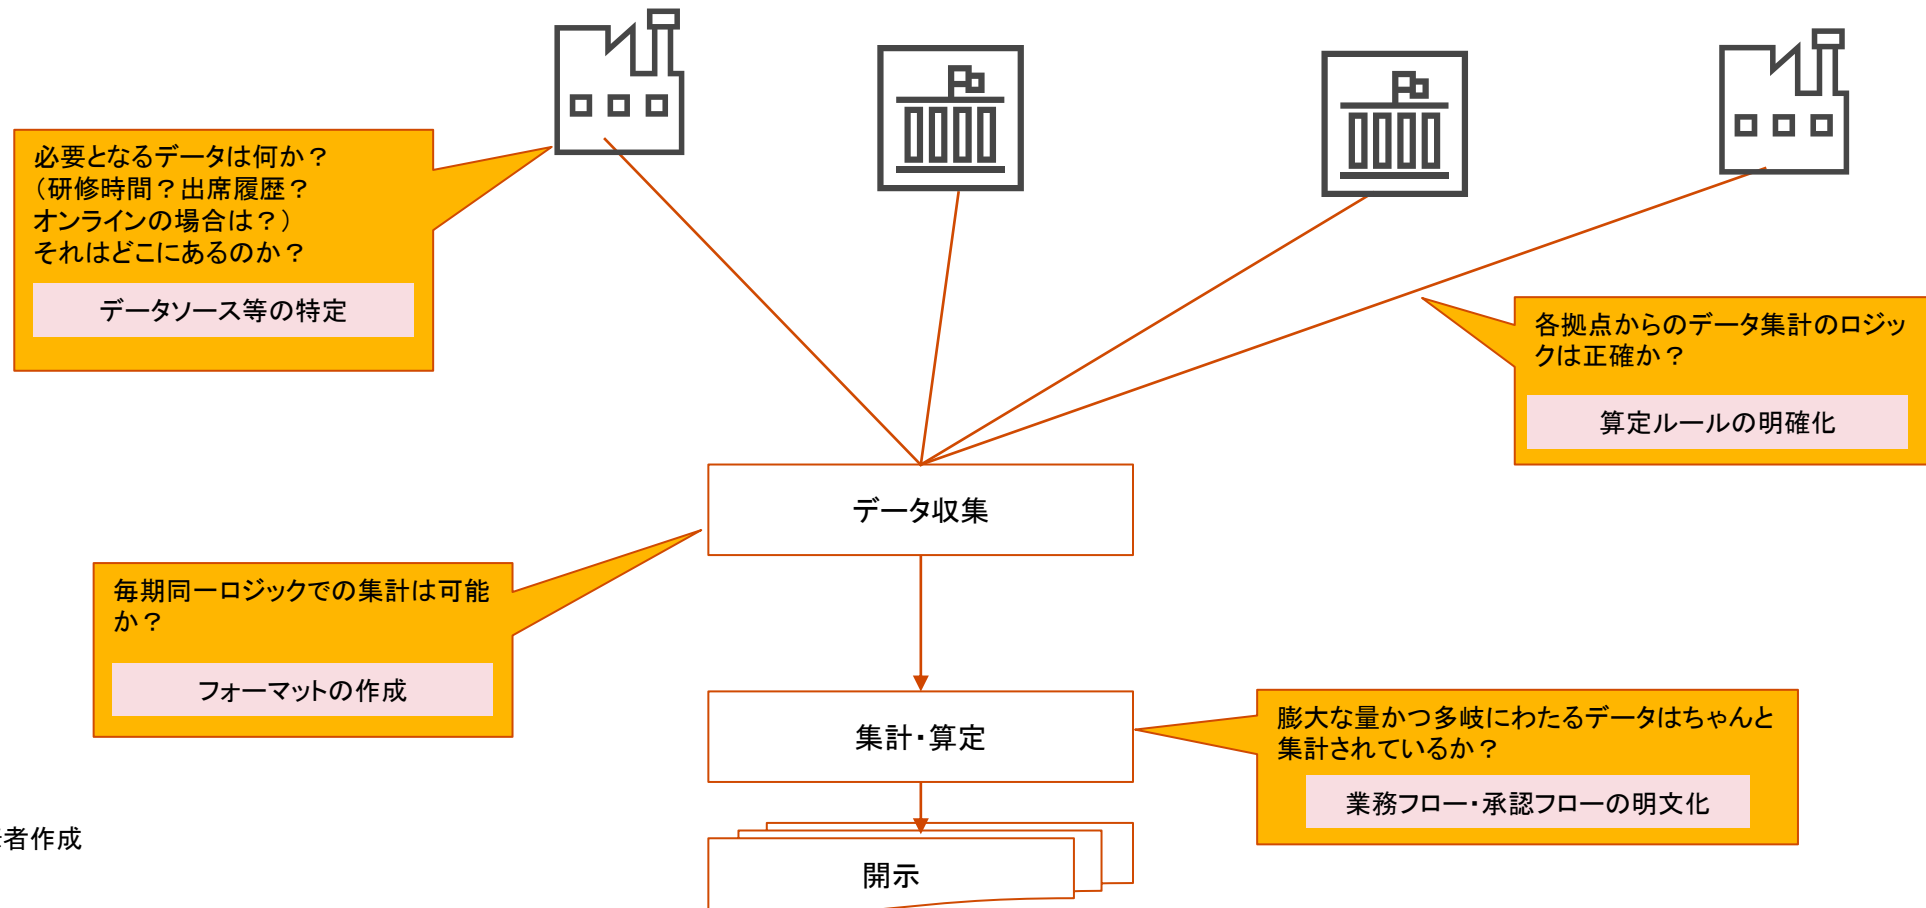 必要となるデータは何か？
（研修時間？出席履歴？
オンラインの場合は？）
それはどこにあるのか？
データソース等の特定
各拠点からのデータ集計のロジッ
クは正確か？
算定ルールの明確化
データ収集
毎期同一ロジックでの集計は可能
か？
フォーマットの作成
集計・算定
膨大な量かつ多岐にわたるデータはちゃんと
集計されているか？
業務フロー・承認フローの明文化
者作成
開示